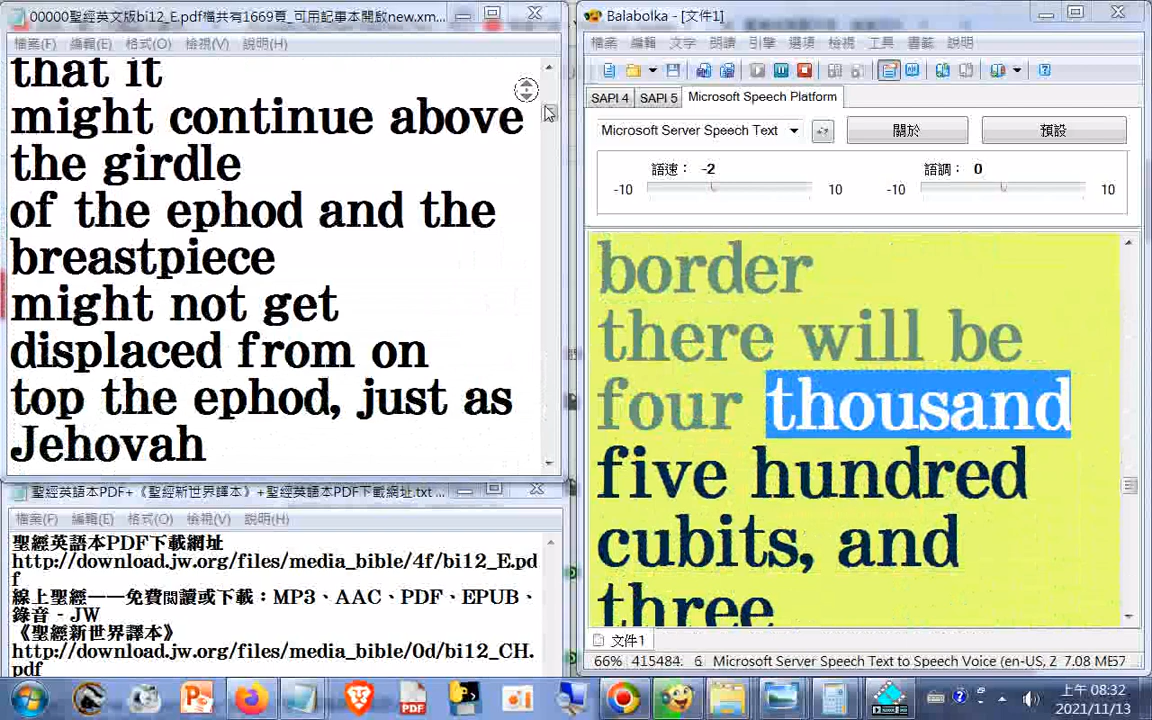 00000聖經英文版bi12_E.pdf檔共有1669頁_可用記事本開啟new.xm...
檔案(F) 編輯(E) 格式(O) 檢視(V) 說明(H)
that it
might continue above
the girdle
of the ephod and the
breastpiece
might not get
displaced from on
top the ephod, just as
Jehovah
聖經英語本PDF+《聖經新世界譯本》+聖經英語本PDF下載網址.txt ...
檔案(F) 編輯(E) 格式(O) 檢視(V) 說明(H)
聖經英語本PDF下載網址
http://download.jw.org/files/media_bible/4f/bi12_E.pd
f
線上聖經——免費閱讀或下載：MP3、AAC、PDF、EPUB、
錄音 - JW
《聖經新世界譯本》
http://download.jw.org/files/media_bible/0d/bi12_CH.
pdf
Balabolka - [文件1]
檔案 編輯 文字 朗讀 引擎 選項 檢視 工具 書籤 說明
SAPI 4 SAPI 5 Microsoft Speech Platform
Microsoft Server Speech Text 關於 預設
語速： -2 語調： 0
-10 10 -10 10
border
there will be
four thousand
five hundred
cubits, and
three
文件1
66% 415484: 6 Microsoft Server Speech Text to Speech Voice (en-US, Z 7.08 ME57
上午 08:32
2021/11/13